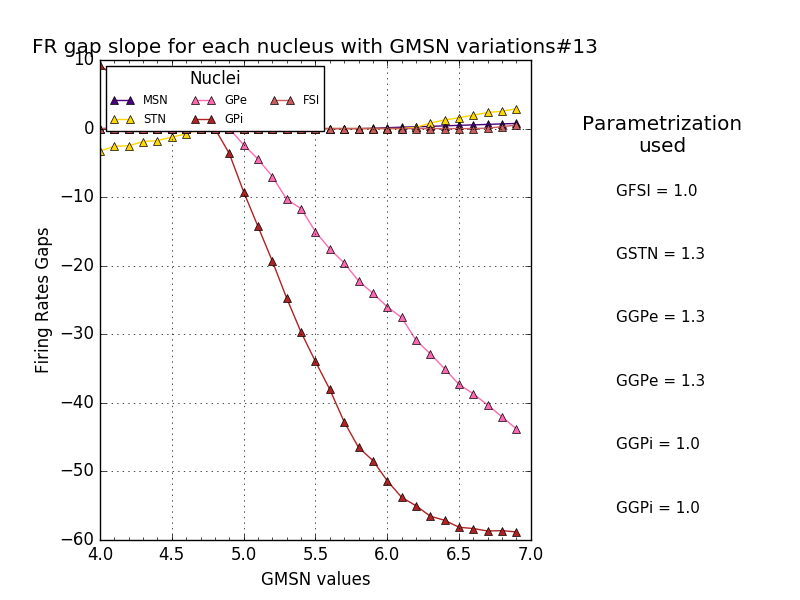 FR gap slope for each nucleus with GMSN variations#13
Nuclei
MSN GPe FSI
STN GPi
10
0
−10
−20
−30
−40
−50
−60
Firing Rates Gaps
4.0 4.5 5.0 5.5 6.0 6.5 7.0
GMSN values
Parametrization
used
GFSI = 1.0
GSTN = 1.3
GGPe = 1.3
GGPe = 1.3
GGPi = 1.0
GGPi = 1.0